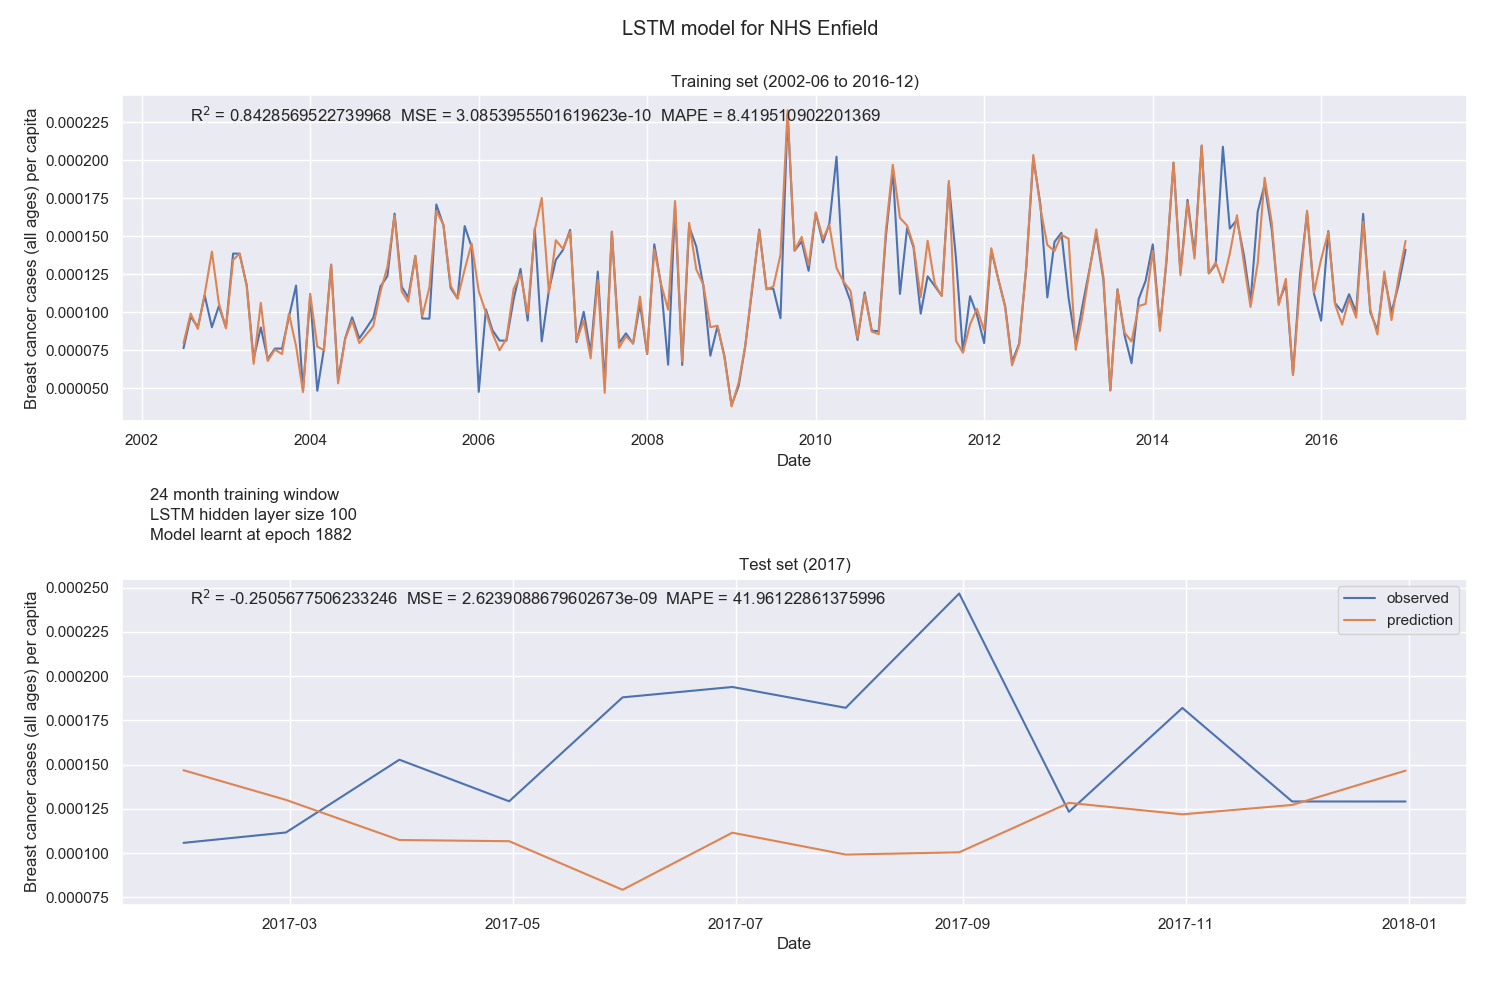 LSTM model for NHS Enfield
Training set (2002-06 to 2016-12)
R2 = 0.8428569522739968 MSE = 3.0853955501619623e-10 MAPE = 8.419510902201369
Breast cancer cases (all ages) per capita
0.000225
0.000200
0.000175
0.000150
0.000125
0.000100
0.000075
0.000050
2002 2004 2006 2008 2010 2012 2014 2016
Date
24 month training window
LSTM hidden layer size 100
Model learnt at epoch 1882
Test set (2017)
R2 = -0.2505677506233246 MSE = 2.6239088679602673e-09 MAPE = 41.96122861375996
observed
prediction
Breast cancer cases (all ages) per capita
0.000250
0.000225
0.000200
0.000175
0.000150
0.000125
0.000100
0.000075
2017-03 2017-05 2017-07 2017-09 2017-11 2018-01
Date